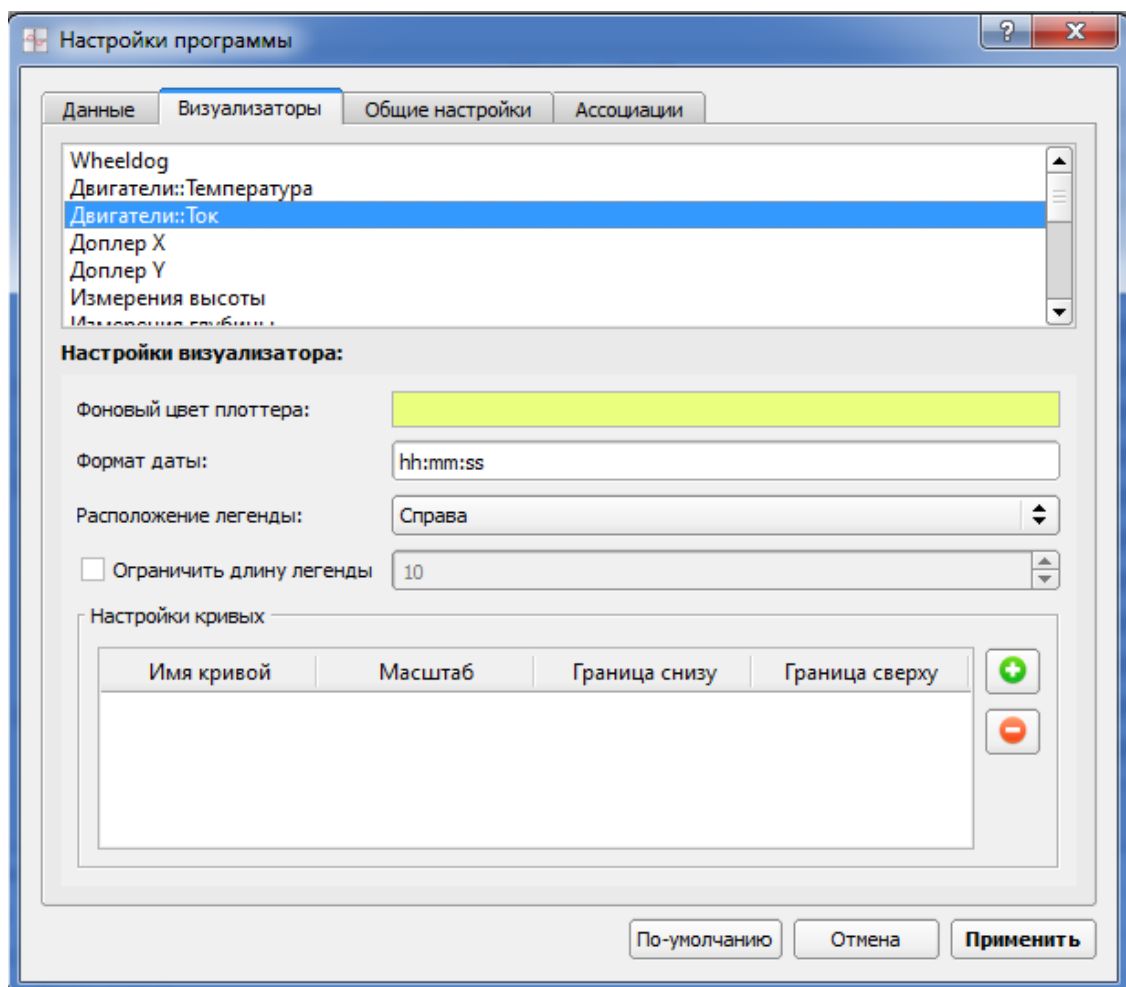 Настройки программы
Данные Визуализаторы Общие настройки Ассоциации
Wheeldog
Двигатели::Температура
Двигатели::Ток
Доплер X
Доплер Y
Измерения высоты
Измерения глубины
Настройки визуализатора:
Фоновый цвет плоттера:
Формат даты: hh:mm:ss
Расположение легенды: Справа
Ограничить длину легенды 10
Настройки кривых
Имя кривой Масштаб Граница снизу Граница сверху
По-умолчанию Отмена Применить